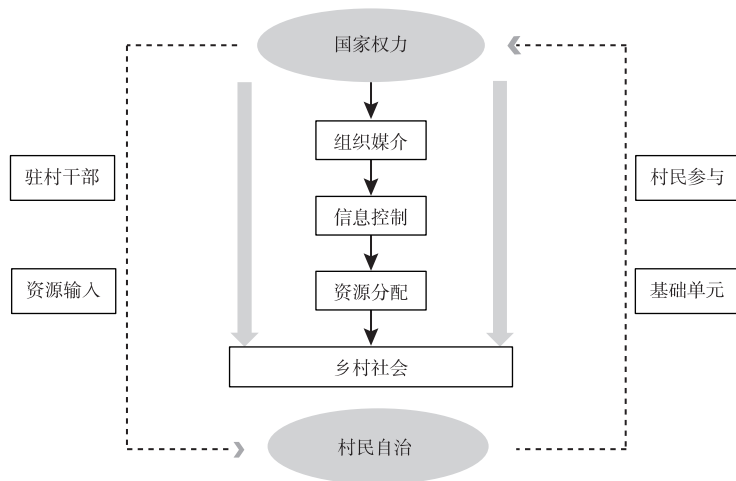 国家权力
组织媒介
驻村干部
村民参与
信息控制
资源输入
资源分配
基础单元
乡村社会
村民自治